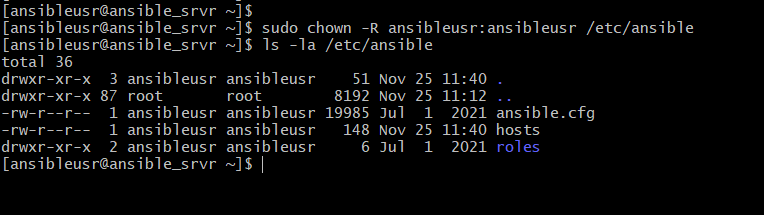 [ansibleusr@ansible_srvr ~]$
[ansibleusr@ansible_srvr ~]$ sudo chown -R ansibleusr:ansibleusr /etc/ansible
[ansibleusr@ansible_srvr ~]$ ls -la /etc/ansible
total 36
drwxr-xr-x  3 ansibleusr ansibleusr    51 Nov 25 11:40 .
drwxr-xr-x 87 root       root        8192 Nov 25 11:12 ..
-rw-r--r--  1 ansibleusr ansibleusr 19985 Jul  1  2021 ansible.cfg
-rw-r--r--  1 ansibleusr ansibleusr   148 Nov 25 11:40 hosts
drwxr-xr-x  2 ansibleusr ansibleusr     6 Jul  1  2021 roles
[ansibleusr@ansible_srvr ~]$